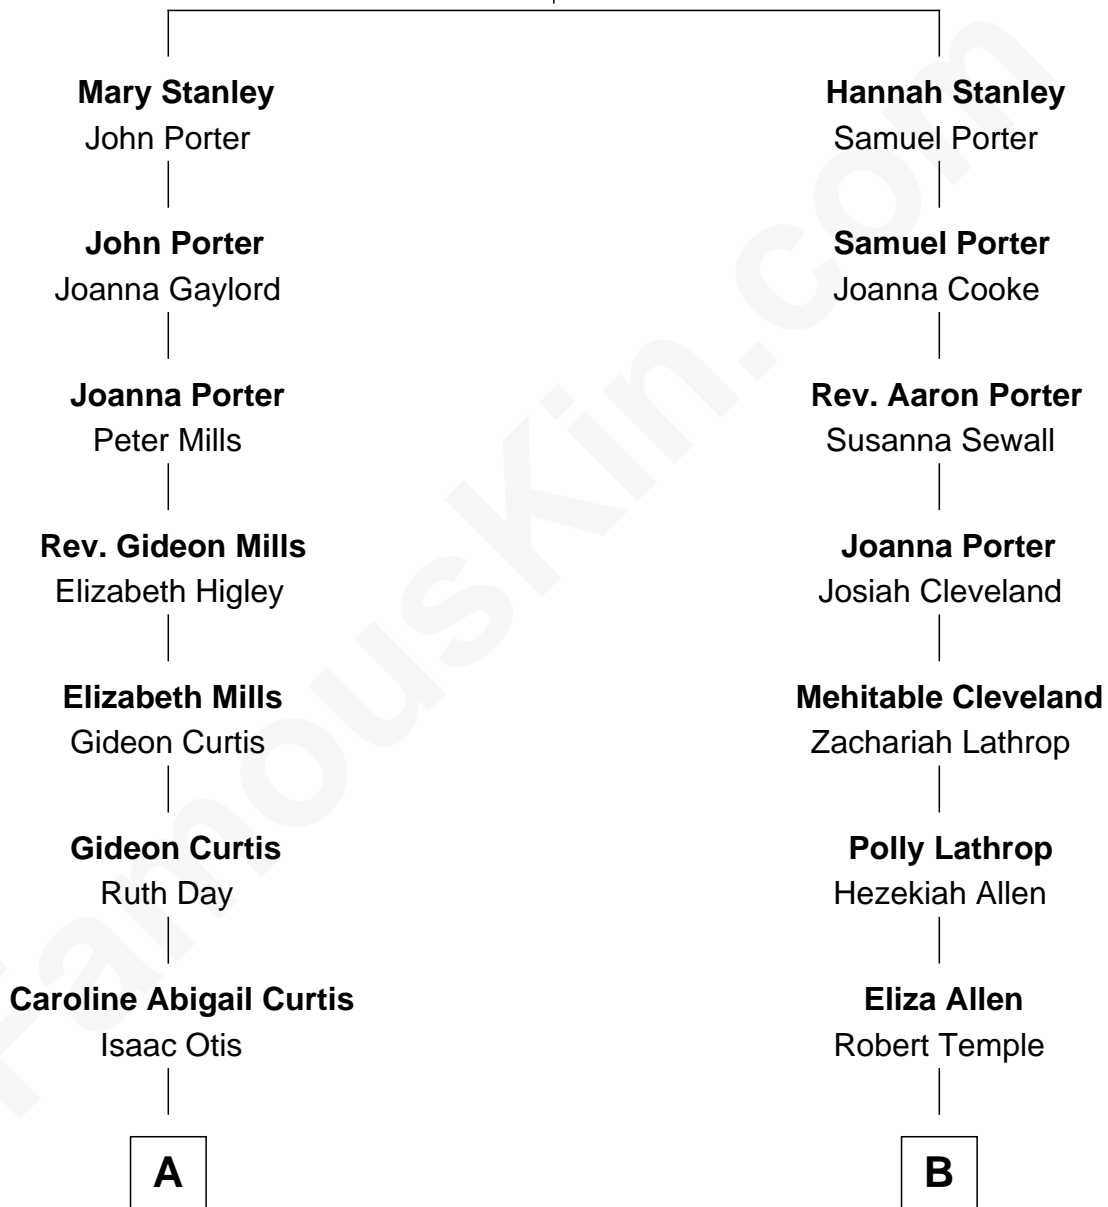 Mary Stanley
John Porter
John Porter
Joanna Gaylord
Joanna Porter
Peter Mills
Rev. Gideon Mills
Elizabeth Higley
Elizabeth Mills
Gideon Curtis
Gideon Curtis
Ruth Day
Caroline Abigail Curtis
Isaac Otis
A
Hannah Stanley
Samuel Porter
Samuel Porter
Joanna Cooke
Rev. Aaron Porter
Susanna Sewall
Joanna Porter
Josiah Cleveland
Mehitable Cleveland
Zachariah Lathrop
Polly Lathrop
Hezekiah Allen
Eliza Allen
Robert Temple
B
FamousKin.com